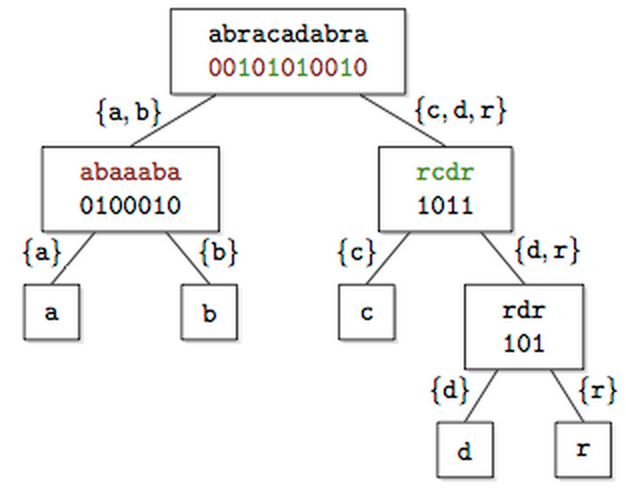 abracadabra
00101010010
{a, b}
{c, d, r}
abaaaba
0100010
rcdr
1011
{a}
{b}
{c}
{d, r}
a
b
c
rdr
101
{d}
{r}
d
r